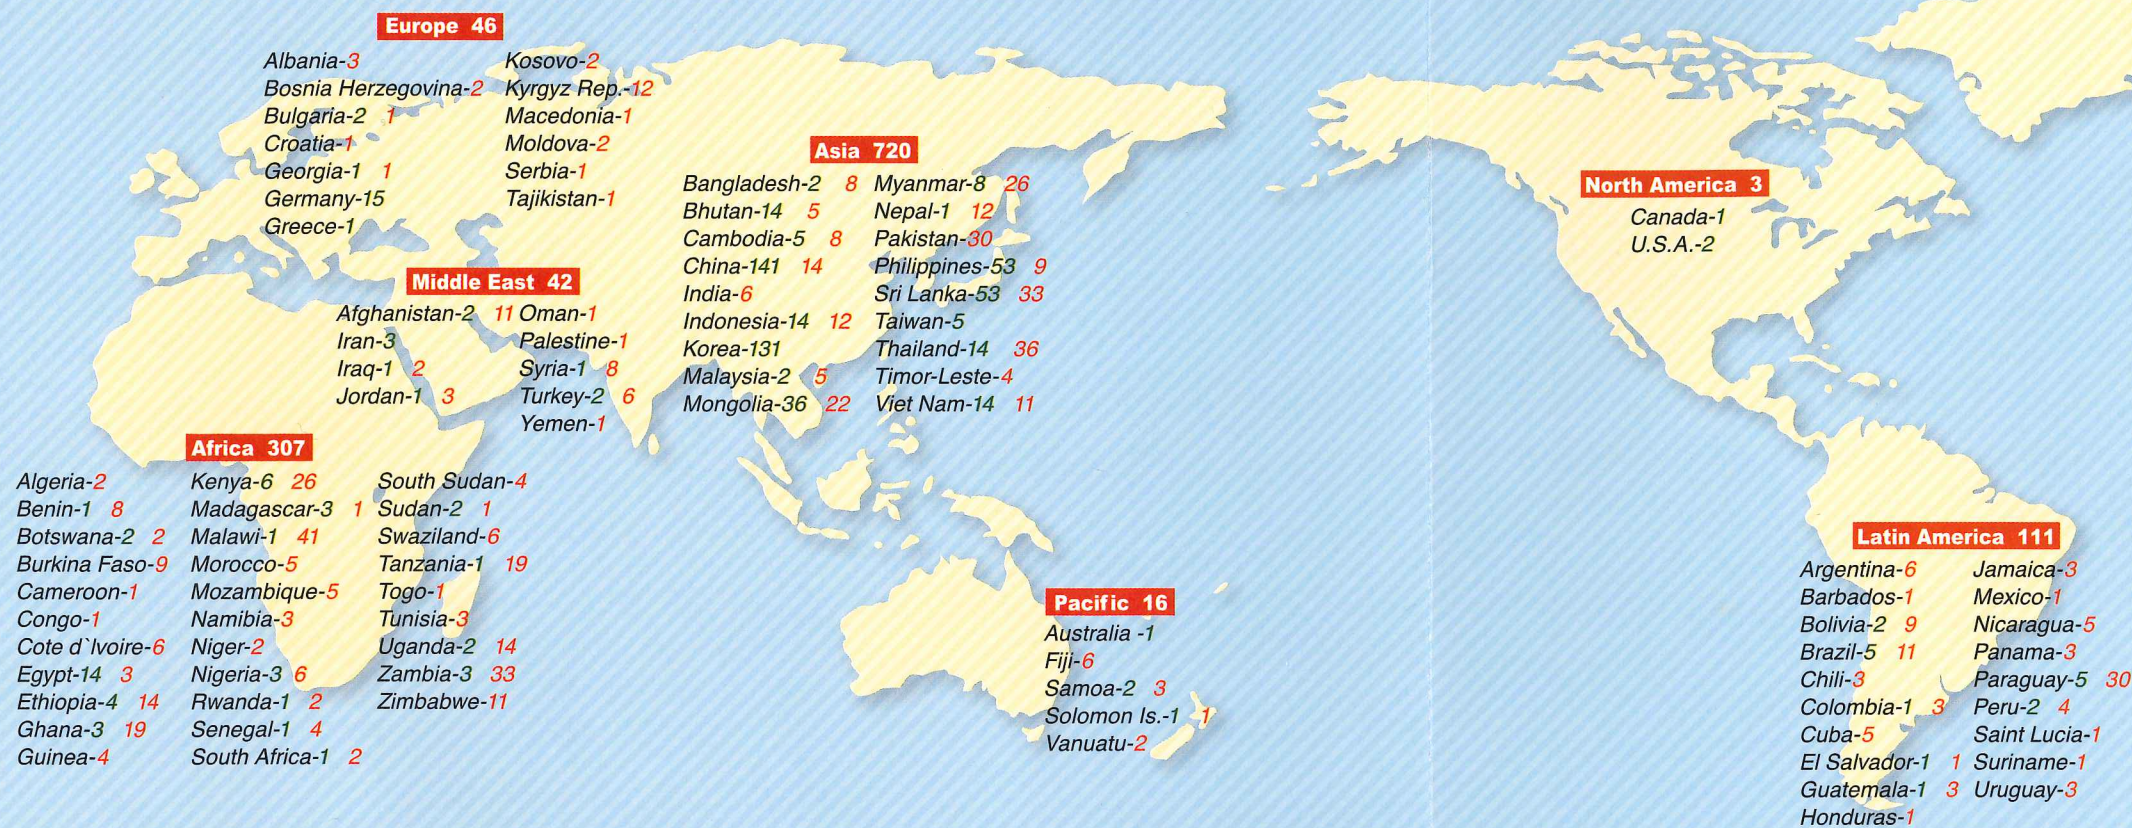 Europe 46
Albania-3
Bosnia Herzegovina-2
Bulgaria-2 1
Croatia-1
Georgia-1 1
Germany-15
Greece-1
Kosovo-2
Kyrgyz Rep.-12
Macedonia-1
Moldova-2
Serbia-1
Tajikistan-1
Middle East 42
Afghanistan-2 11
Iran-3
Iraq-1 2
Jordan-1 3
Oman-1
Palestine-1
Syria-1 8
Turkey-2 6
Yemen-1
Asia 720
Bangladesh-2 8
Bhutan-14 5
Cambodia-5 8
China-141 14
India-6
Indonesia-14 12
Korea-131
Malaysia-2 5
Mongolia-36 22
Myanmar-8 26
Nepal-1 12
Pakistan-30
Philippines-53 9
Sri Lanka-53 33
Taiwan-5
Thailand-14 36
Timor-Leste-4
Viet Nam-14 11
North America 3
Canada-1
U.S.A.-2
Africa 307
Algeria-2
Benin-1 8
Botswana-2 2
Burkina Faso-9
Cameroon-1
Congo-1
Cote d`Ivoire-6
Egypt-14 3
Ethiopia-4 14
Ghana-3 19
Guinea-4
Kenya-6 26
Madagascar-3 1
Malawi-1 41
Morocco-5
Mozambique-5
Namibia-3
Niger-2
Nigeria-3 6
Rwanda-1 2
Senegal-1 4
South Africa-1 2
South Sudan-4
Sudan-2 1
Swaziland-6
Tanzania-1 19
Togo-1
Tunisia-3
Uganda-2 14
Zambia-3 33
Zimbabwe-11
Pacific 16
Australia -1
Fiji-6
Samoa-2 3
Solomon Is.-1 1
Vanuatu-2
Latin America 111
Argentina-6
Barbados-1
Bolivia-2 9
Brazil-5 11
Chili-3
Colombia-1 3
Cuba-5
El Salvador-1 1
Guatemala-1 3
Honduras-1
Jamaica-3
Mexico-1
Nicaragua-5
Panama-3
Paraguay-5 30
Peru-2 4
Saint Lucia-1
Suriname-1
Uruguay-3